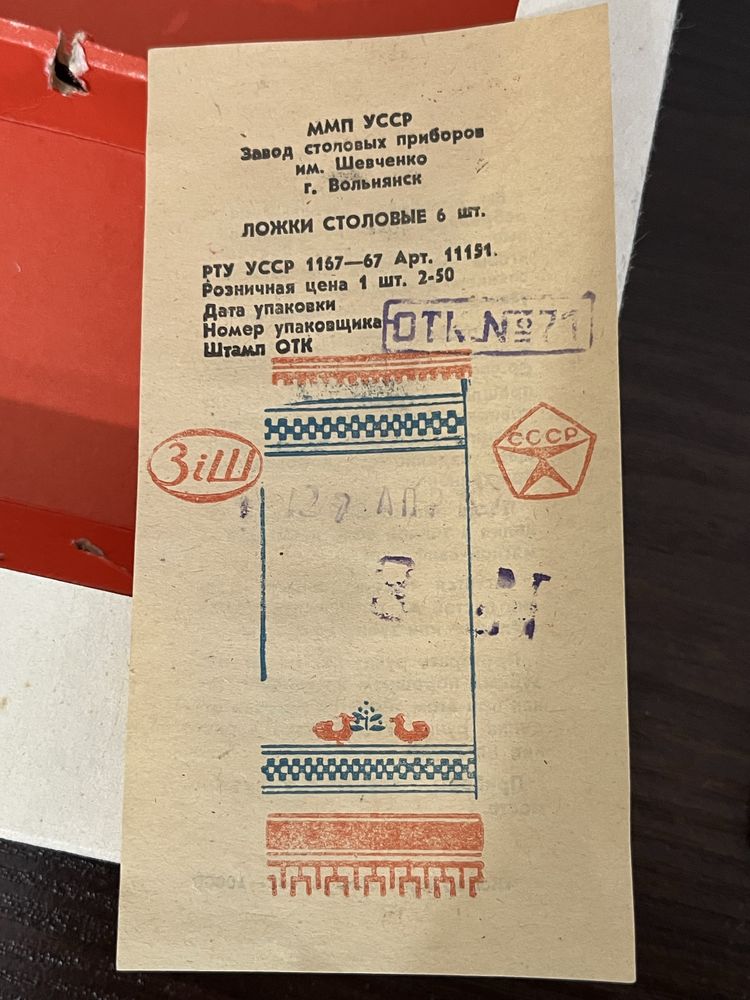 ММП УССР
Завод столовых приборов
им. Шевченко
г. Вольнянск
ЛОЖКИ СТОЛОВЫЕ 6 шт.
РТУ УССР 1167—67 Арт. 11151.
Розничная цена 1 шт. 2-50
Дата упаковки
Номер упаковщика
Штамп ОТК
ОТК №71
ЗіШ
СССР